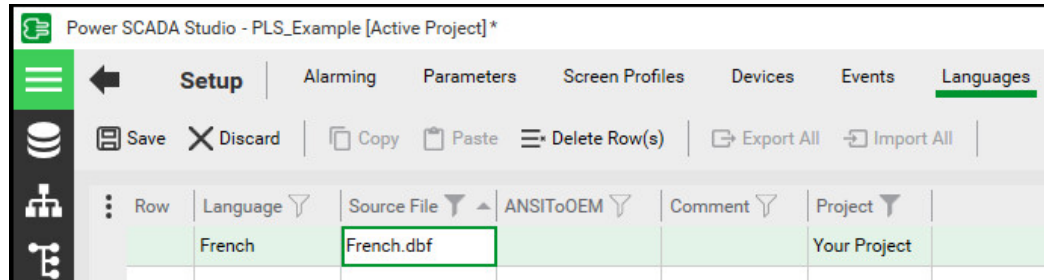 Power SCADA Studio - PLS_Example [Active Project]*
Setup Alarming Parameters Screen Profiles Devices Events Languages
Save Discard Copy Paste Delete Row(s) Export All Import All
Row Language Source File ANSIToOEM Comment Project
French French.dbf Your Project